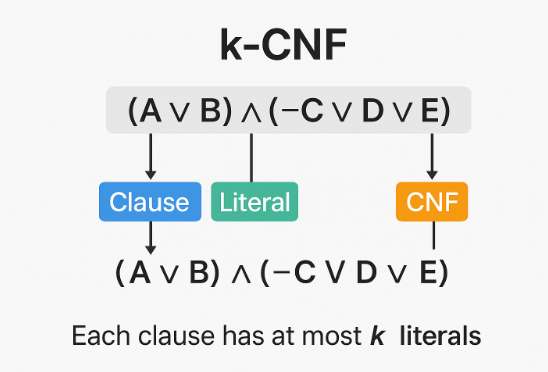 k-CNF
(A ∨ B) ∧ (−C ∨ D ∨ E)
Clause Literal CNF
(A ∨ B) ∧ (−C V D ∨ E)
Each clause has at most k literals